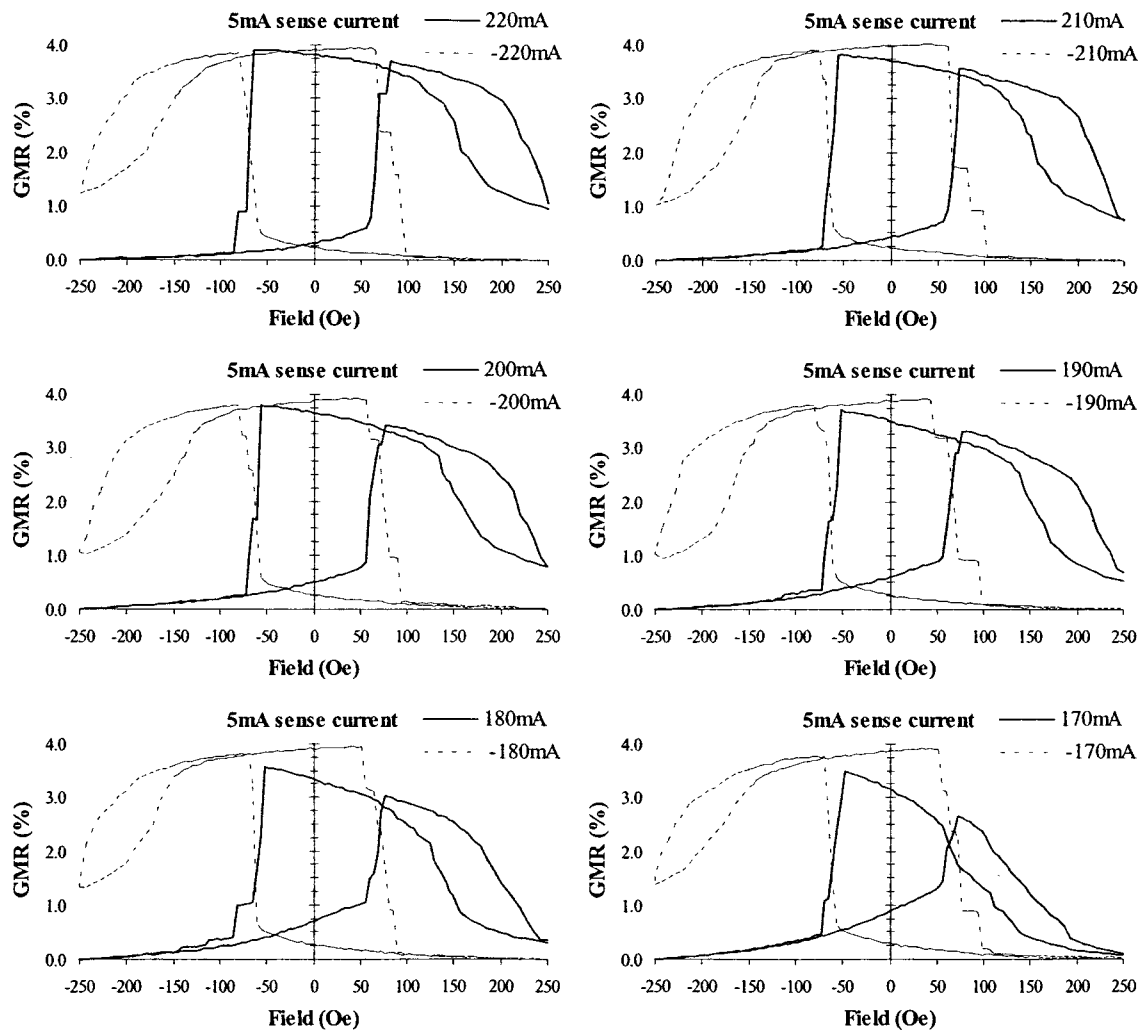 5mA sense current 220mA
-220mA
4.0
3.0
2.0
1.0
0.0
GMR (%)
-250 -200 -150 -100 -50 0 50 100 150 200 250
Field (Oe)
5mA sense current 210mA
-210mA
4.0
3.0
2.0
1.0
0.0
GMR (%)
-250 -200 -150 -100 -50 0 50 100 150 200 250
Field (Oe)
5mA sense current 200mA
-200mA
4.0
3.0
2.0
1.0
0.0
GMR (%)
-250 -200 -150 -100 -50 0 50 100 150 200 250
Field (Oe)
5mA sense current 190mA
-190mA
4.0
3.0
2.0
1.0
0.0
GMR (%)
-250 -200 -150 -100 -50 0 50 100 150 200 250
Field (Oe)
5mA sense current 180mA
-180mA
4.0
3.0
2.0
1.0
0.0
GMR (%)
-250 -200 -150 -100 -50 0 50 100 150 200 250
Field (Oe)
5mA sense current 170mA
-170mA
4.0
3.0
2.0
1.0
0.0
GMR (%)
-250 -200 -150 -100 -50 0 50 100 150 200 250
Field (Oe)